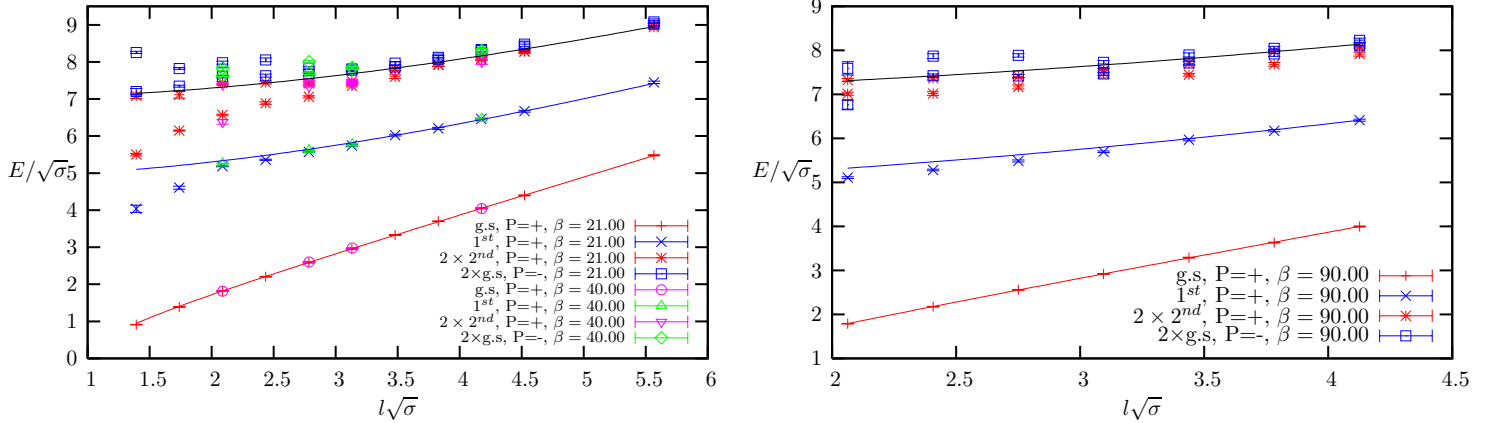 9
8
7
6
E/√σ5
4
3
2
1
0
1 1.5 2 2.5 3 3.5 4 4.5 5 5.5 6
l√σ
g.s, P=+, β = 21.00
1st, P=+, β = 21.00
2 × 2nd, P=+, β = 21.00
2×g.s, P=-, β = 21.00
g.s, P=+, β = 40.00
1st, P=+, β = 40.00
2 × 2nd, P=+, β = 40.00
2×g.s, P=-, β = 40.00
9
8
7
6
E/√σ
5
4
3
2
1
2 2.5 3 3.5 4 4.5
l√σ
g.s, P=+, β = 90.00
1st, P=+, β = 90.00
2 × 2nd, P=+, β = 90.00
2×g.s, P=-, β = 90.00